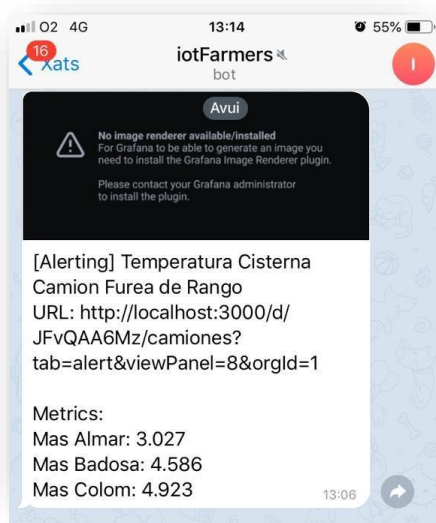 O2 4G
13:14
55%
16
Xats
iotFarmers
bot
I
Avui
No image renderer available/installed
For Grafana to be able to generate an image you
need to install the Grafana Image Renderer plugin.
Please contact your Grafana administrator
to install the plugin.
[Alerting] Temperatura Cisterna
Camion Furea de Rango
URL: http://localhost:3000/d/
JFvQAA6Mz/camiones?
tab=alert&viewPanel=8&orgId=1
Metrics:
Mas Almar: 3.027
Mas Badosa: 4.586
Mas Colom: 4.923
13:06